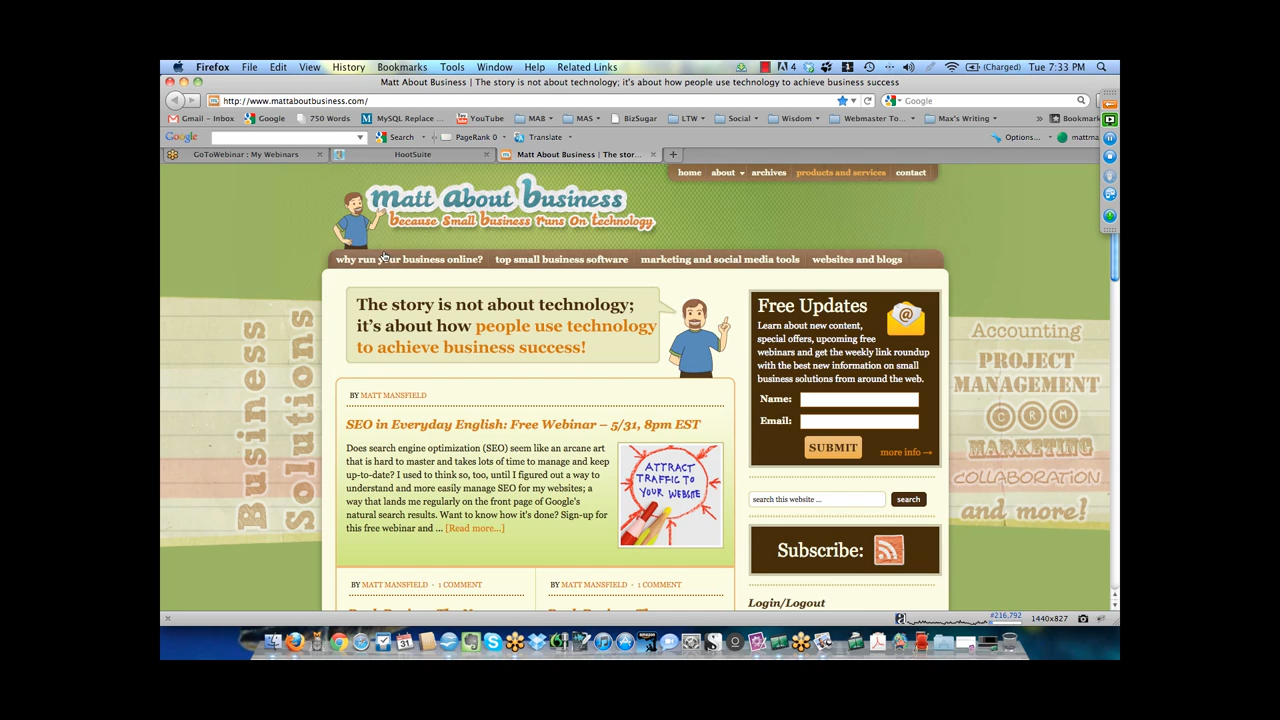 Firefox File Edit View History Bookmarks Tools Window Help Related Links
4 (Charged) Tue 7:33 PM
Matt About Business | The story is not about technology; it's about how people use technology to achieve business success
http://www.mattaboutbusiness.com/
Google
Gmail - Inbox Google 750 Words MySQL Replace ... YouTube MAB MAS BizSugar LTW Social Wisdom Webmaster To... Max's Writing » Bookmark
Google Search PageRank 0 Translate Options... mattma
GoToWebinar : My Webinars HootSuite Matt About Business | The stor...
home about archives products and services contact
Matt About Business
because Small Business Runs On Technology
why run your business online? top small business software marketing and social media tools websites and blogs
The story is not about technology;
it's about how people use technology
to achieve business success!
Business
Solutions
BY MATT MANSFIELD
SEO in Everyday English: Free Webinar – 5/31, 8pm EST
Does search engine optimization (SEO) seem like an arcane art
that is hard to master and takes lots of time to manage and keep
up-to-date? I used to think so, too, until I figured out a way to
understand and more easily manage SEO for my websites; a
way that lands me regularly on the front page of Google's
natural search results. Want to know how it's done? Sign-up for
this free webinar and ... [Read more...]
ATTRACT
TRAFFIC TO
YOUR WEBSITE
BY MATT MANSFIELD · 1 COMMENT
BY MATT MANSFIELD · 1 COMMENT
Free Updates
Learn about new content,
special offers, upcoming free
webinars and get the weekly link roundup
with the best new information on small
business solutions from around the web.
Name:
Email:
SUBMIT more info →
search this website ... search
Subscribe:
Login/Logout
Accounting
PROJECT
MANAGEMENT
CRM
MARKETING
COLLABORATION
and more!
#216,792
1440x827